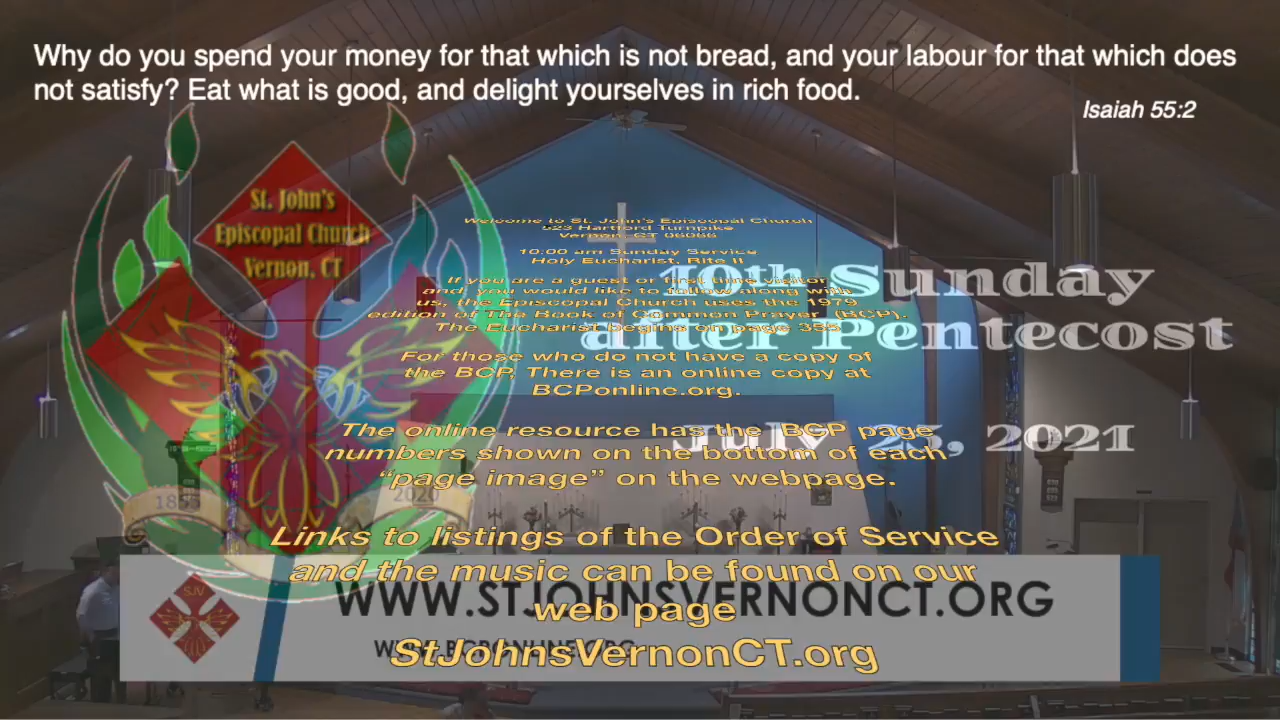 Why do you spend your money for that which is not bread, and your labour for that which does
not satisfy? Eat what is good, and delight yourselves in rich food.
Isaiah 55:2
St. John's
Episcopal Church
Vernon, CT
Welcome to St. John's Episcopal Church
523 Hartford Turnpike
Vernon, CT 06066
10:00 am Sunday Service
Holy Eucharist, Rite II
If you are a guest or first time visitor
and you would like to follow along with
us, the Episcopal Church uses the 1979
edition of The Book of Common Prayer (BCP).
The Eucharist begins on page 355
For those who do not have a copy of
the BCP, There is an online copy at
BCPonline.org.
The online resource has the BCP page
numbers shown on the bottom of each
“page image” on the webpage.
Links to listings of the Order of Service
and the music can be found on our
web page
StJohnsVernonCT.org
10th Sunday
after Pentecost
July, 2021
2020
SJV
WWW.STJOHNSVERNONCT.ORG
WWW.BCPONLINE.ORG